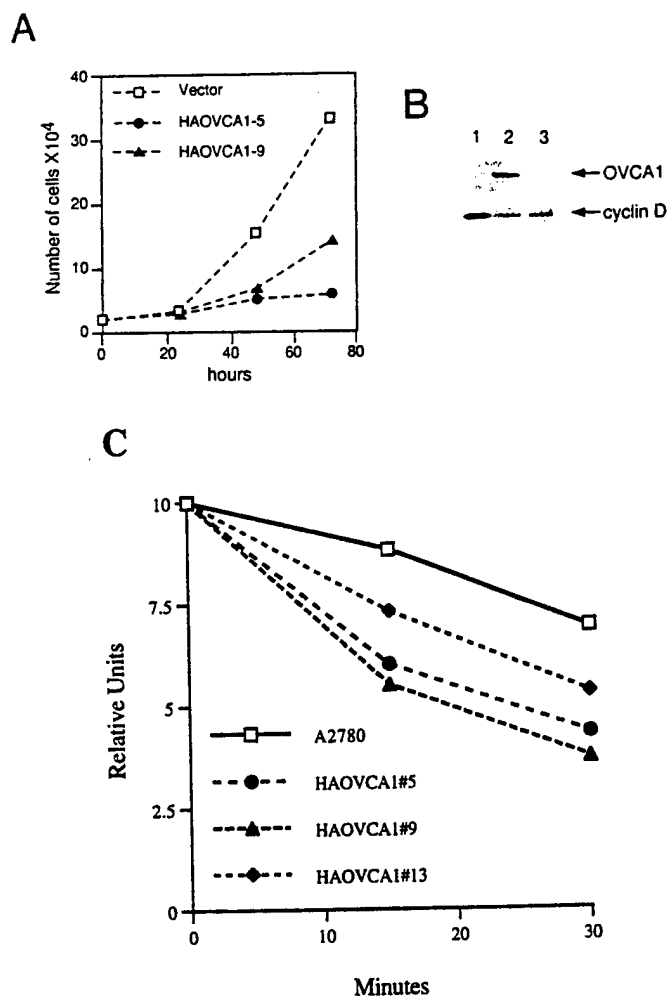 A
40
30
20
10
0
Number of cells X10⁴
Vector
HAOVCA1-5
HAOVCA1-9
0 20 40 60 80
hours
B
1 2 3
OVCA1
cyclin D
C
10
7.5
5
2.5
0
Relative Units
A2780
HAOVCA1#5
HAOVCA1#9
HAOVCA1#13
0 10 20 30
Minutes